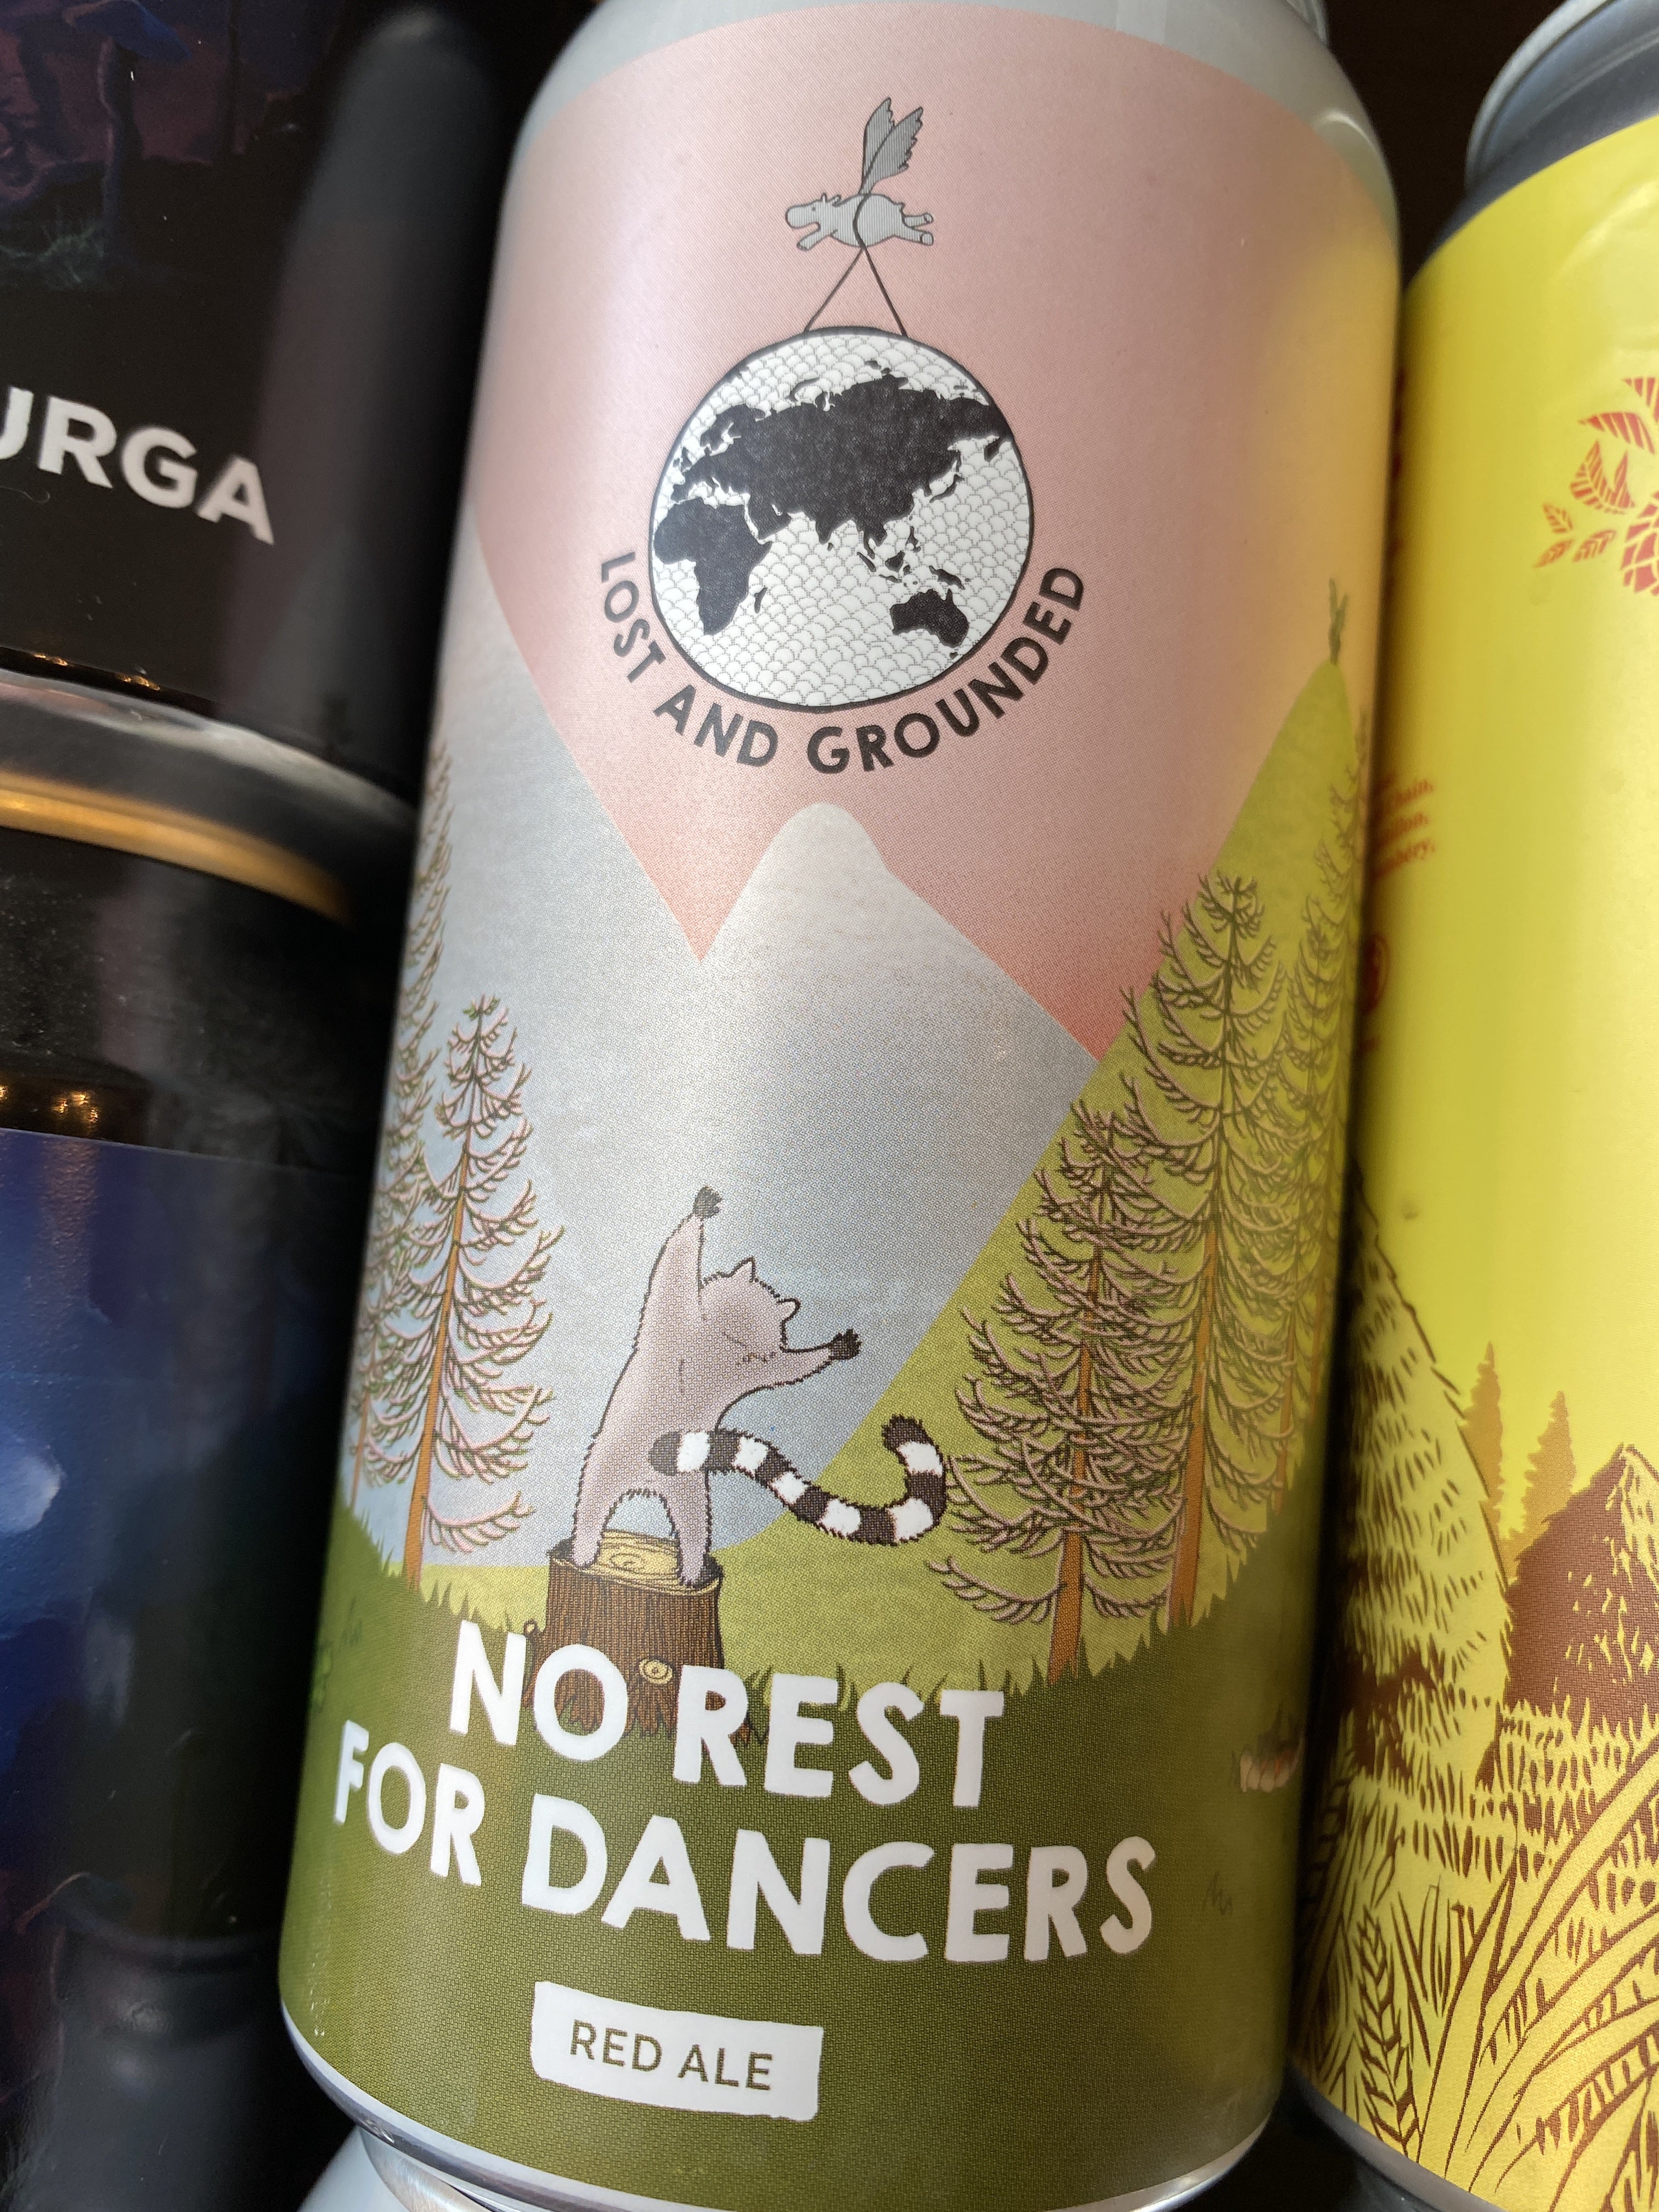 LOST AND GROUNDED
NO REST
FOR DANCERS
RED ALE
URGA